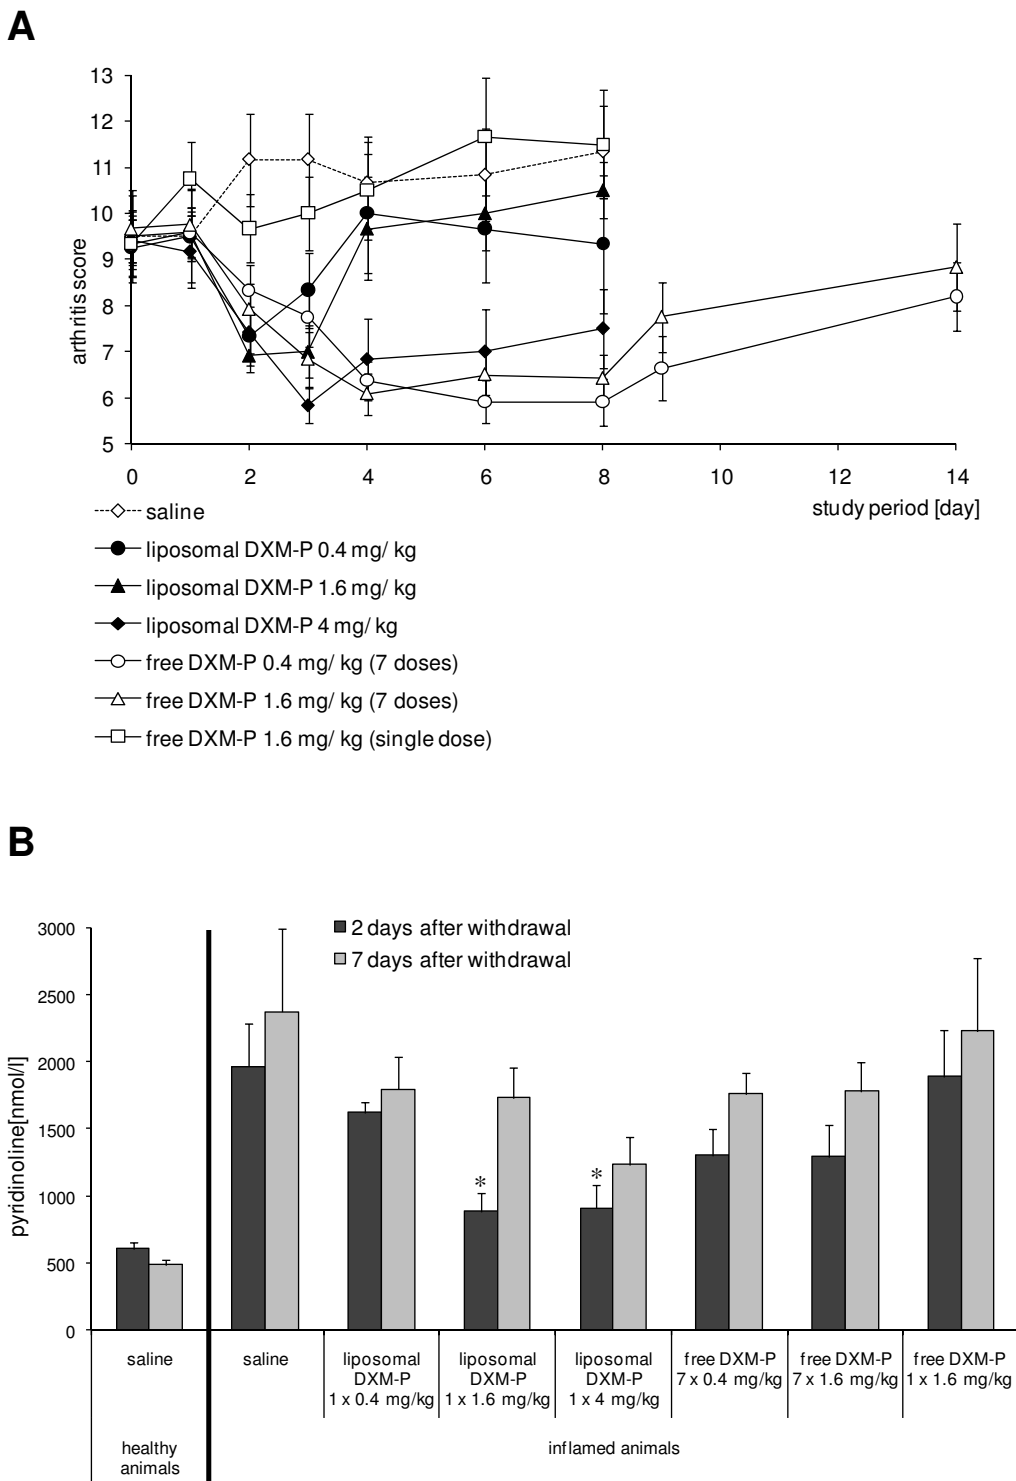 A
13
12
11
10
9
8
7
6
5
arthritis score
0 2 4 6 8 10 12 14
study period [day]
saline
liposomal DXM-P 0.4 mg/ kg
liposomal DXM-P 1.6 mg/ kg
liposomal DXM-P 4 mg/ kg
free DXM-P 0.4 mg/ kg (7 doses)
free DXM-P 1.6 mg/ kg (7 doses)
free DXM-P 1.6 mg/ kg (single dose)
B
3000
2500
2000
1500
1000
500
0
pyridinoline[nmol/l]
2 days after withdrawal
7 days after withdrawal
* *
saline
saline
liposomal
DXM-P
1 x 0.4 mg/kg
liposomal
DXM-P
1 x 1.6 mg/kg
liposomal
DXM-P
1 x 4 mg/kg
free DXM-P
7 x 0.4 mg/kg
free DXM-P
7 x 1.6 mg/kg
free DXM-P
1 x 1.6 mg/kg
healthy
animals
inflamed animals